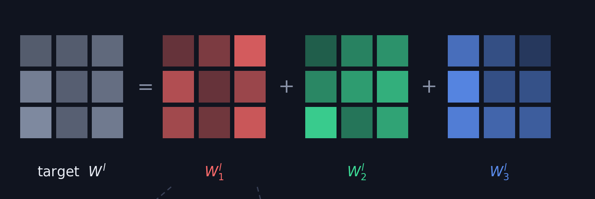 = + +
target W^l W_1^l W_2^l W_3^l